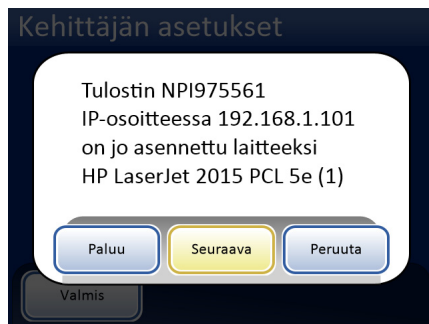 Kehittäjän asetukset
Tulostin NPI975561
IP-osoitteessa 192.168.1.101
on jo asennettu laitteeksi
HP LaserJet 2015 PCL 5e (1)
Paluu
Seuraava
Peruuta
Valmis